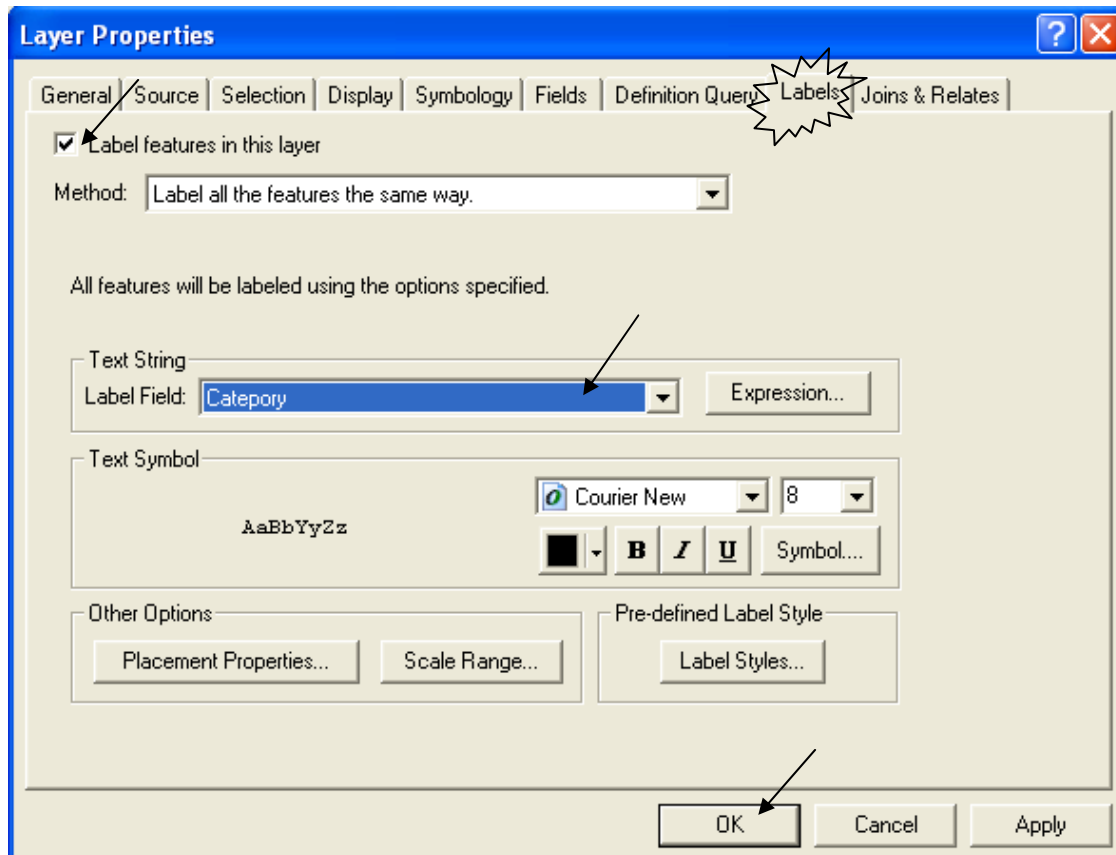 Layer Properties
General Source Selection Display Symbology Fields Definition Query Labels Joins & Relates
Label features in this layer
Method: Label all the features the same way.
All features will be labeled using the options specified.
Text String
Label Field: Catepory Expression...
Text Symbol
AaBbYyZz
Courier New 8
B I U Symbol....
Other Options
Placement Properties... Scale Range...
Pre-defined Label Style
Label Styles...
OK Cancel Apply